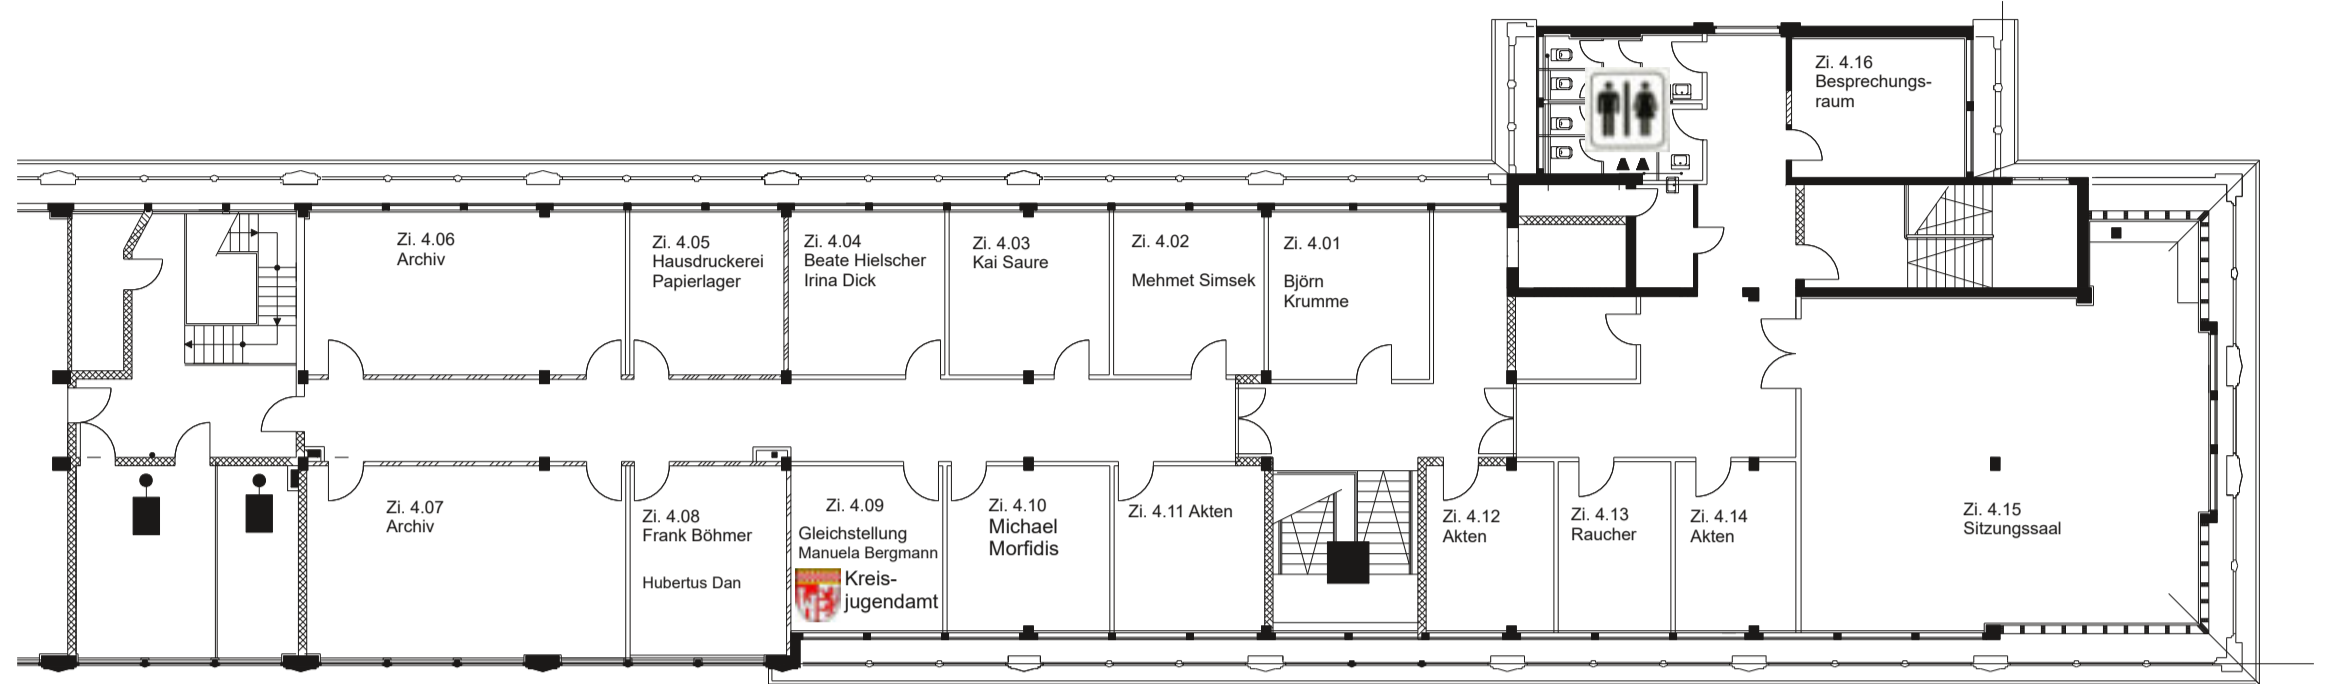 Zi. 4.16
Besprechungs-
raum
Zi. 4.06
Archiv
Zi. 4.05
Hausdruckerei
Papierlager
Zi. 4.04
Beate Hielscher
Irina Dick
Zi. 4.03
Kai Saure
Zi. 4.02
Mehmet Simsek
Zi. 4.01
Björn
Krumme
Zi. 4.07
Archiv
Zi. 4.08
Frank Böhmer
Hubertus Dan
Zi. 4.09
Gleichstellung
Manuela Bergmann
Kreis-
jugendamt
Zi. 4.10
Michael
Morfidis
Zi. 4.11 Akten
Zi. 4.12
Akten
Zi. 4.13
Raucher
Zi. 4.14
Akten
Zi. 4.15
Sitzungssaal